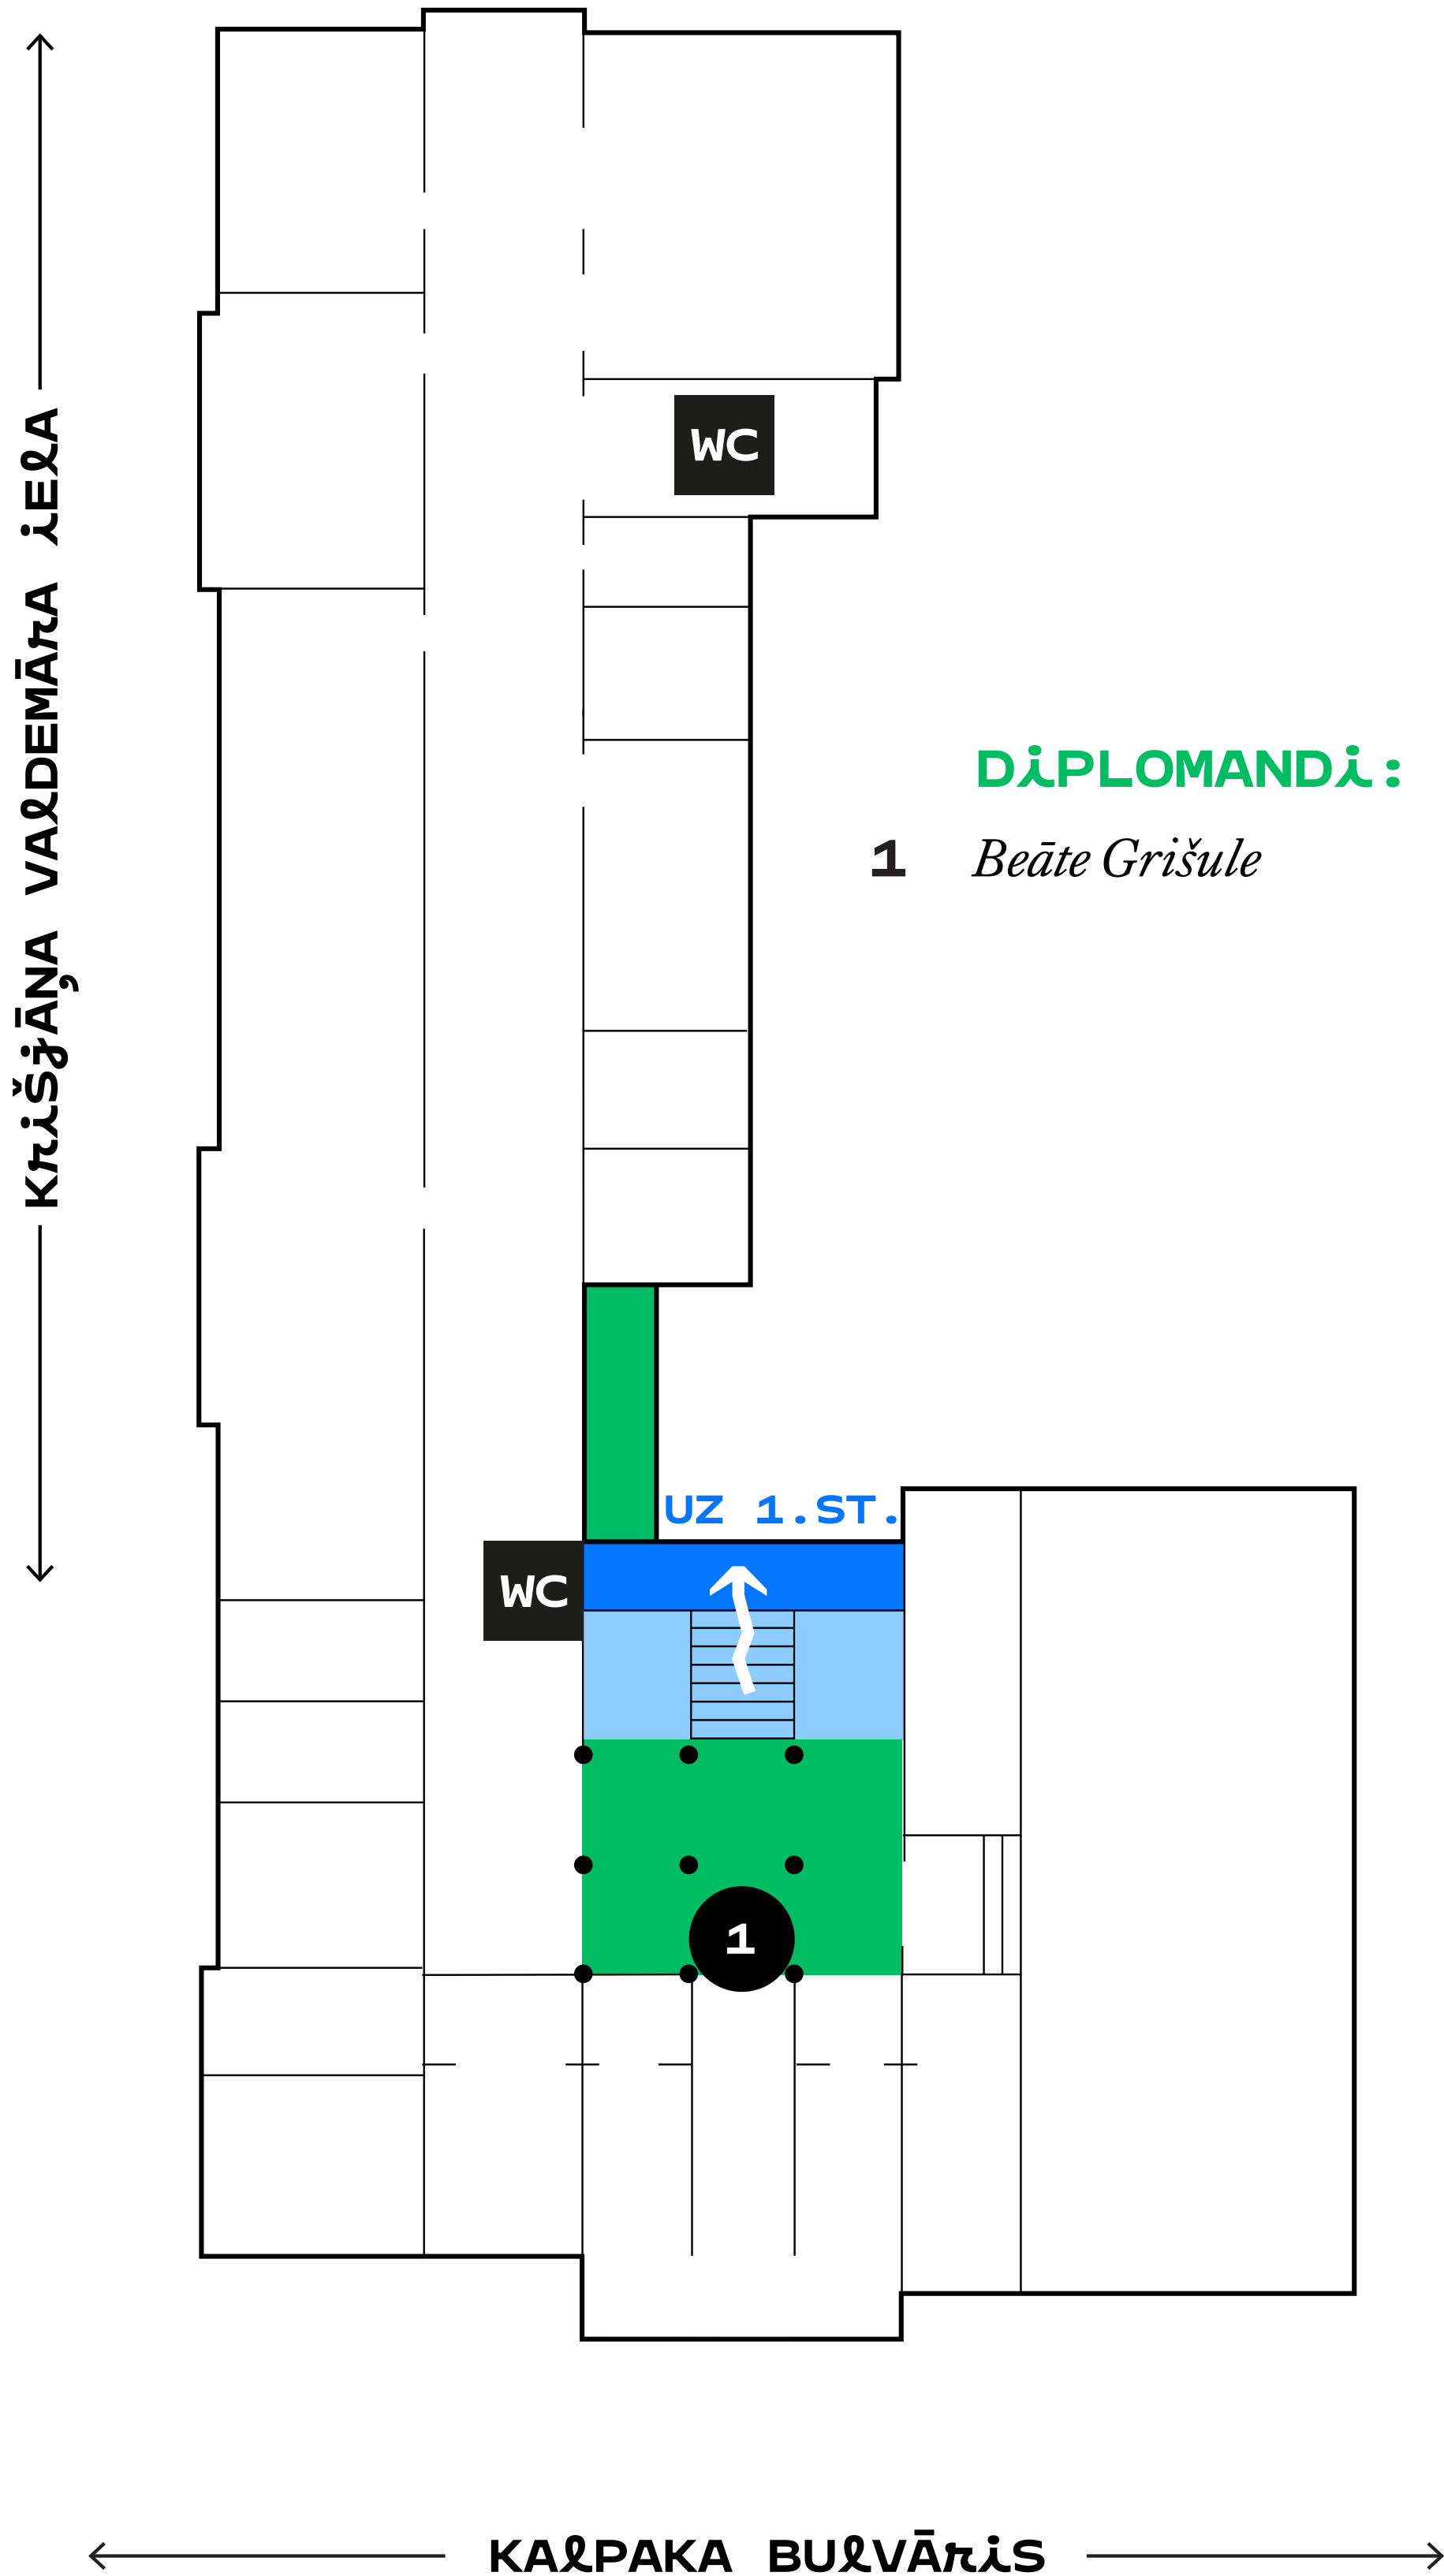 WC
KRIŠJĀŅA VALDEMĀRA IELA
DIPLOMANDI:
1 Beāte Grišule
UZ 1.ST.
WC
1
KALPAKA BULVĀRIS